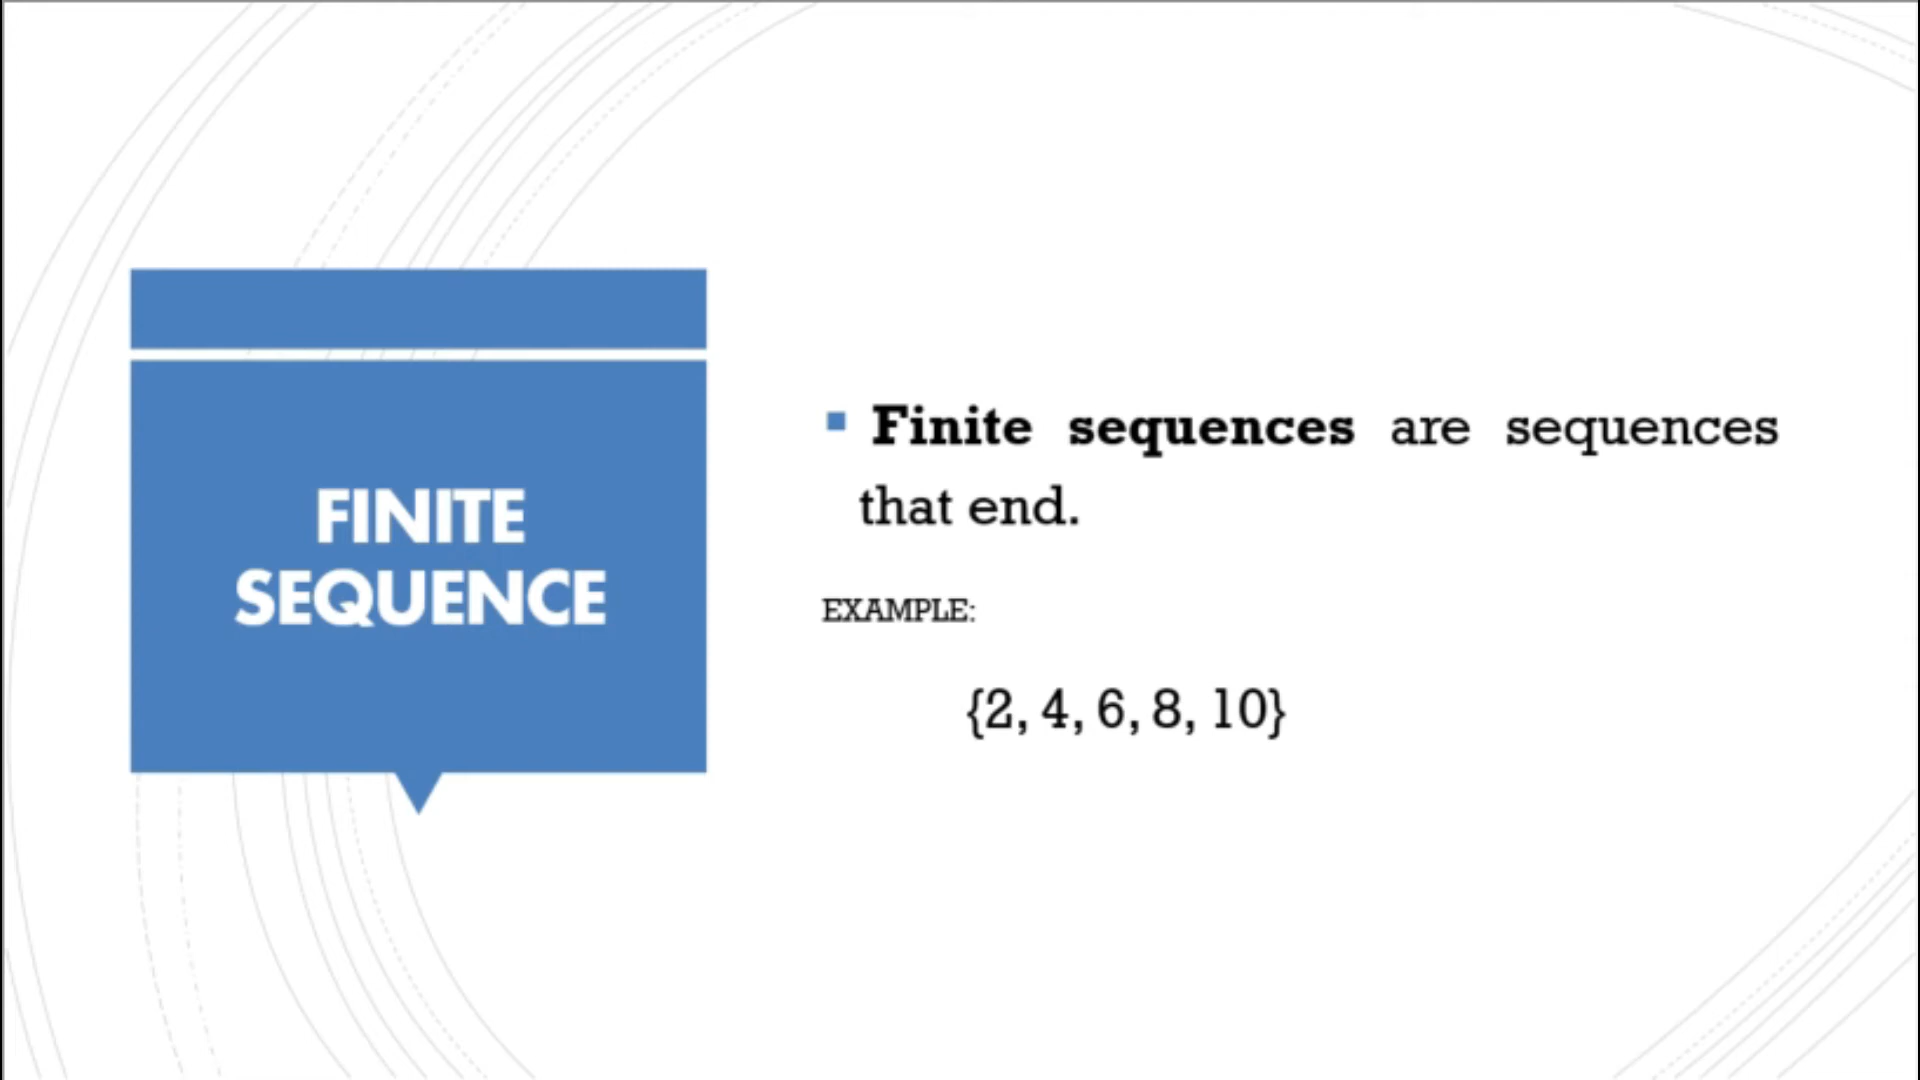 FINITE
SEQUENCE
Finite sequences are sequences
that end.
EXAMPLE:
{2, 4, 6, 8, 10}